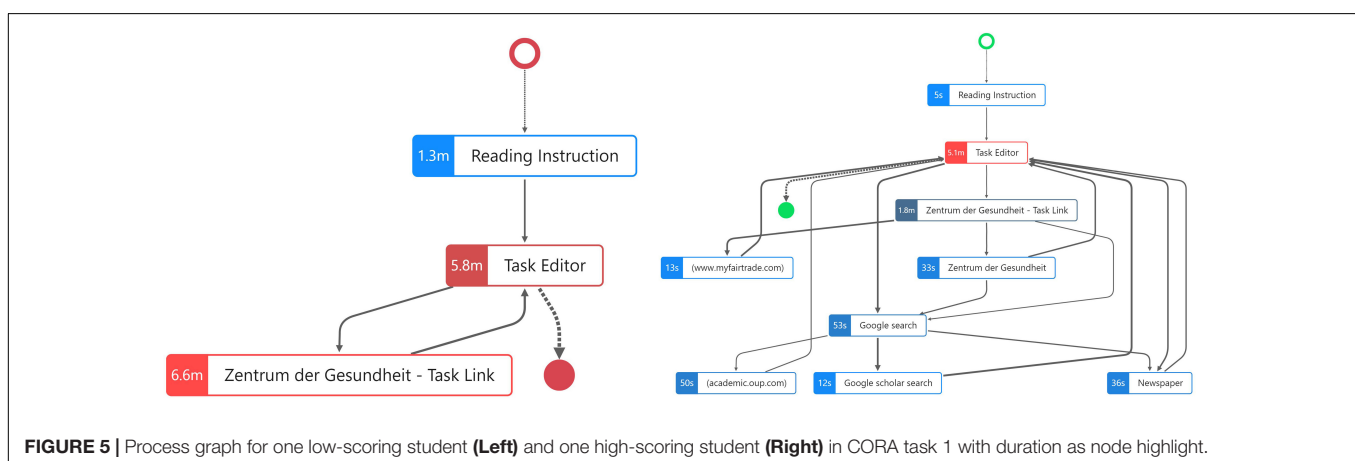 1.3m Reading Instruction
5.8m Task Editor
6.6m Zentrum der Gesundheit - Task Link
5s Reading Instruction
5.1m Task Editor
1.8m Zentrum der Gesundheit - Task Link
13s (www.myfairtrade.com)
33s Zentrum der Gesundheit
53s Google search
50s (academic.oup.com)
12s Google scholar search
36s Newspaper
FIGURE 5 | Process graph for one low-scoring student (Left) and one high-scoring student (Right) in CORA task 1 with duration as node highlight.